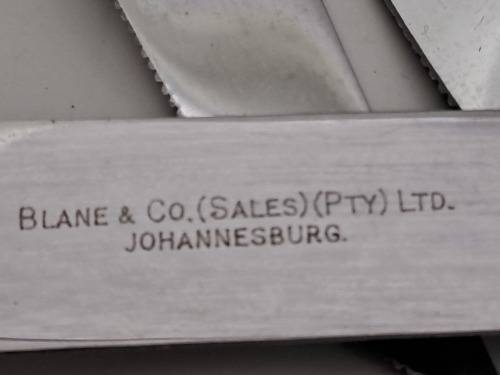 BLANE & CO. (SALES) (PTY) LTD.
JOHANNESBURG.